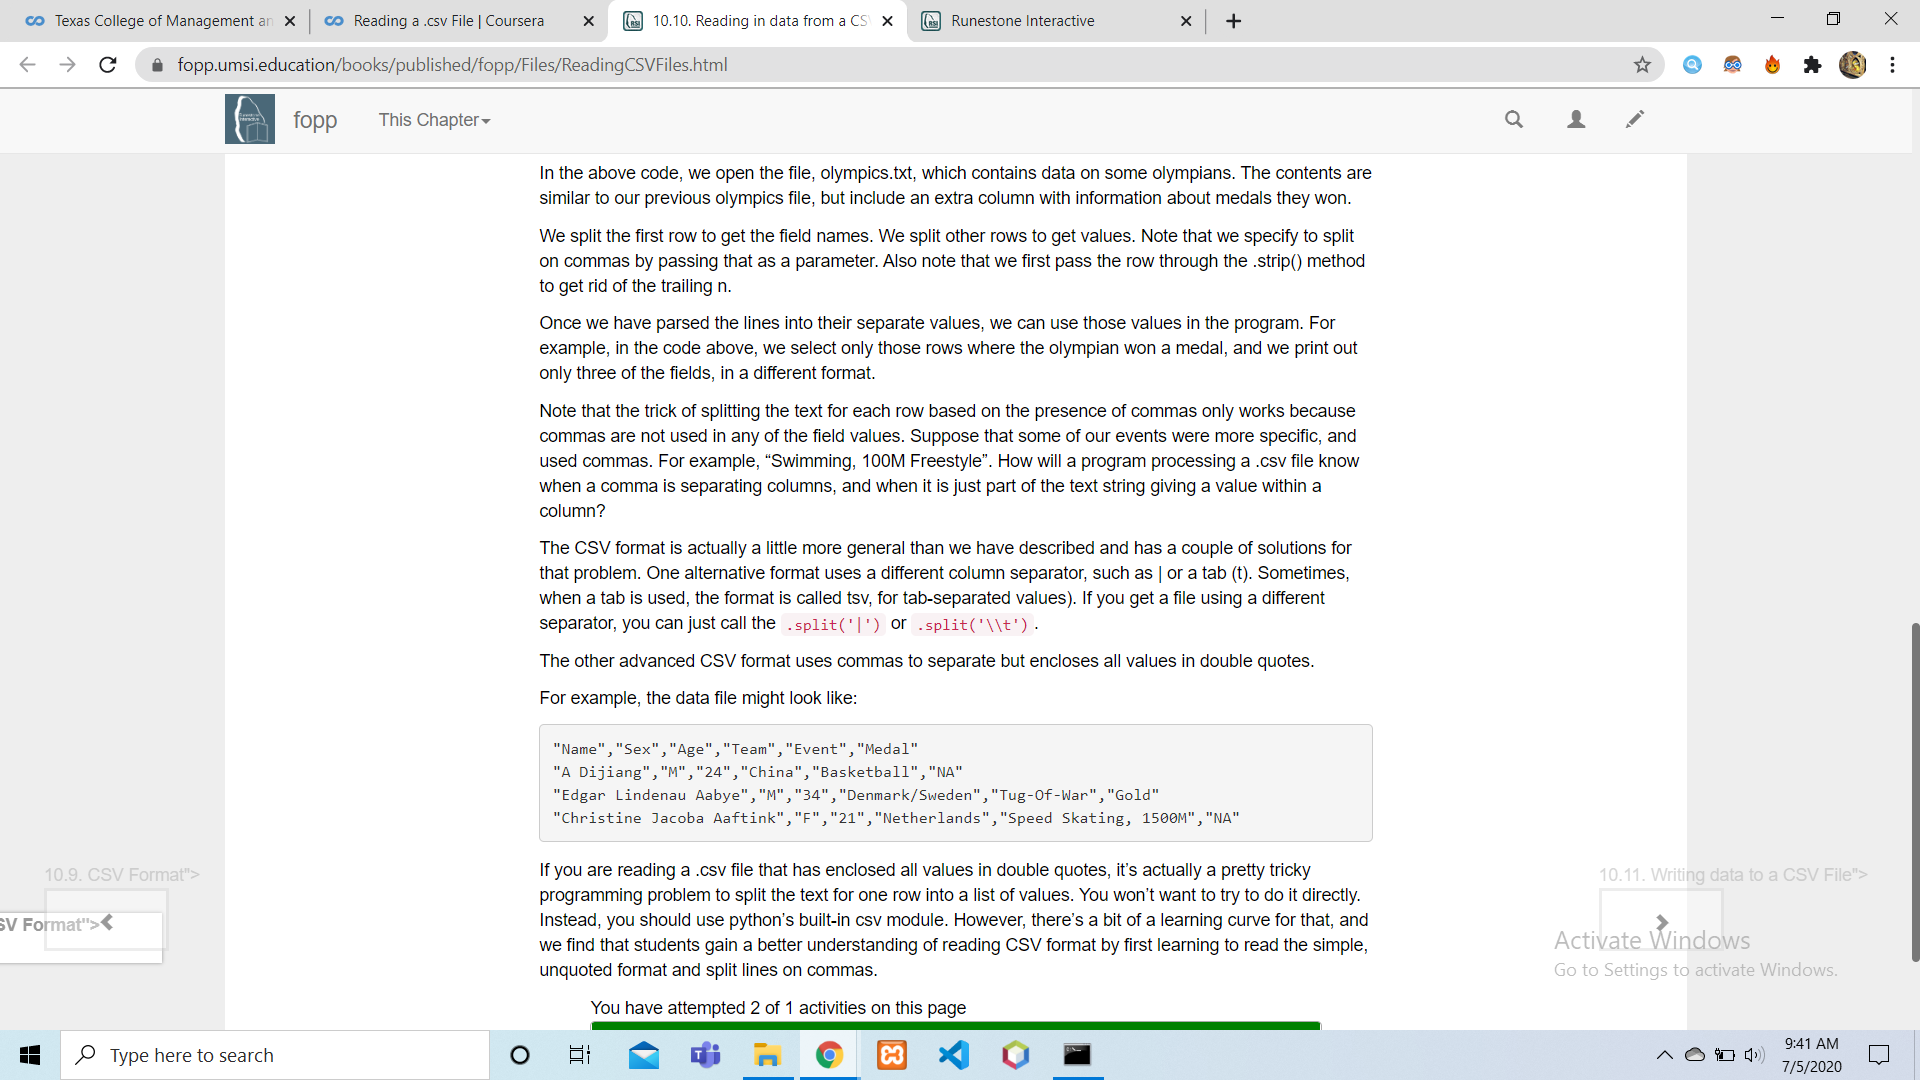 Texas College of Management an
Reading a .csv File | Coursera
10.10. Reading in data from a CS
Runestone Interactive
fopp.umsi.education/books/published/fopp/Files/ReadingCSVFiles.html
fopp
This Chapter
In the above code, we open the file, olympics.txt, which contains data on some olympians. The contents are
similar to our previous olympics file, but include an extra column with information about medals they won.
We split the first row to get the field names. We split other rows to get values. Note that we specify to split
on commas by passing that as a parameter. Also note that we first pass the row through the .strip() method
to get rid of the trailing n.
Once we have parsed the lines into their separate values, we can use those values in the program. For
example, in the code above, we select only those rows where the olympian won a medal, and we print out
only three of the fields, in a different format.
Note that the trick of splitting the text for each row based on the presence of commas only works because
commas are not used in any of the field values. Suppose that some of our events were more specific, and
used commas. For example, “Swimming, 100M Freestyle”. How will a program processing a .csv file know
when a comma is separating columns, and when it is just part of the text string giving a value within a
column?
The CSV format is actually a little more general than we have described and has a couple of solutions for
that problem. One alternative format uses a different column separator, such as | or a tab (t). Sometimes,
when a tab is used, the format is called tsv, for tab-separated values). If you get a file using a different
separator, you can just call the .split('|') or .split('\\t').
The other advanced CSV format uses commas to separate but encloses all values in double quotes.
For example, the data file might look like:
"Name","Sex","Age","Team","Event","Medal"
"A Dijiang","M","24","China","Basketball","NA"
"Edgar Lindenau Aabye","M","34","Denmark/Sweden","Tug-Of-War","Gold"
"Christine Jacoba Aaftink","F","21","Netherlands","Speed Skating, 1500M","NA"
If you are reading a .csv file that has enclosed all values in double quotes, it’s actually a pretty tricky
programming problem to split the text for one row into a list of values. You won’t want to try to do it directly.
Instead, you should use python’s built-in csv module. However, there’s a bit of a learning curve for that, and
we find that students gain a better understanding of reading CSV format by first learning to read the simple,
unquoted format and split lines on commas.
You have attempted 2 of 1 activities on this page
10.9. CSV Format">
SV Format">
10.11. Writing data to a CSV File">
Activate Windows
Go to Settings to activate Windows.
Type here to search
9:41 AM
7/5/2020